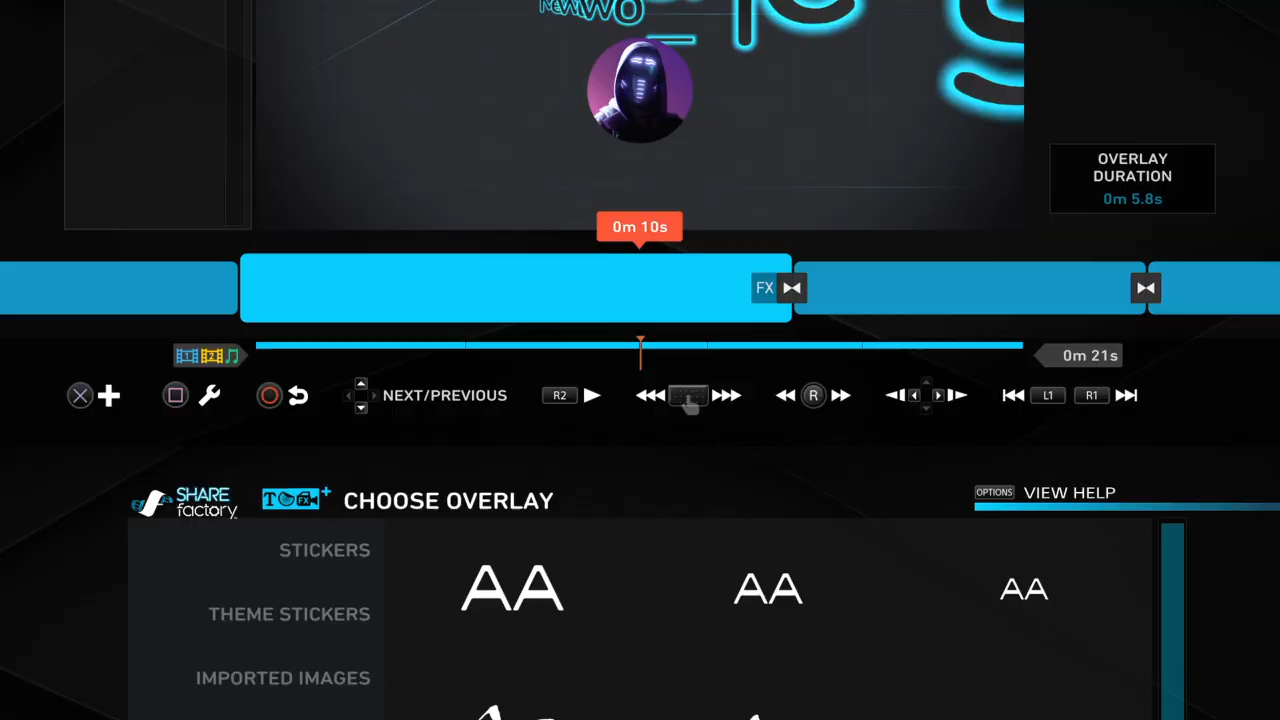 OVERLAY
DURATION
0m 5.8s
0m 10s
FX
0m 21s
NEXT/PREVIOUS
R2
R
L1
R1
SHARE
factory
T FX
CHOOSE OVERLAY
OPTIONS
VIEW HELP
STICKERS
THEME STICKERS
IMPORTED IMAGES
AA
AA
AA